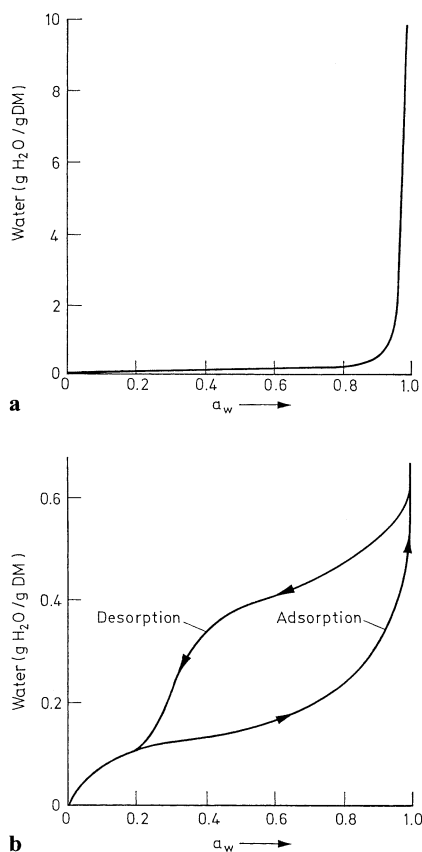 10
8
6
4
2
0
Water (g H₂O / g DM)
0 0.2 0.4 0.6 0.8 1.0
a_w
a
0.6
0.4
0.2
0
Water (g H₂O / g DM)
Desorption
Adsorption
0 0.2 0.4 0.6 0.8 1.0
a_w
b